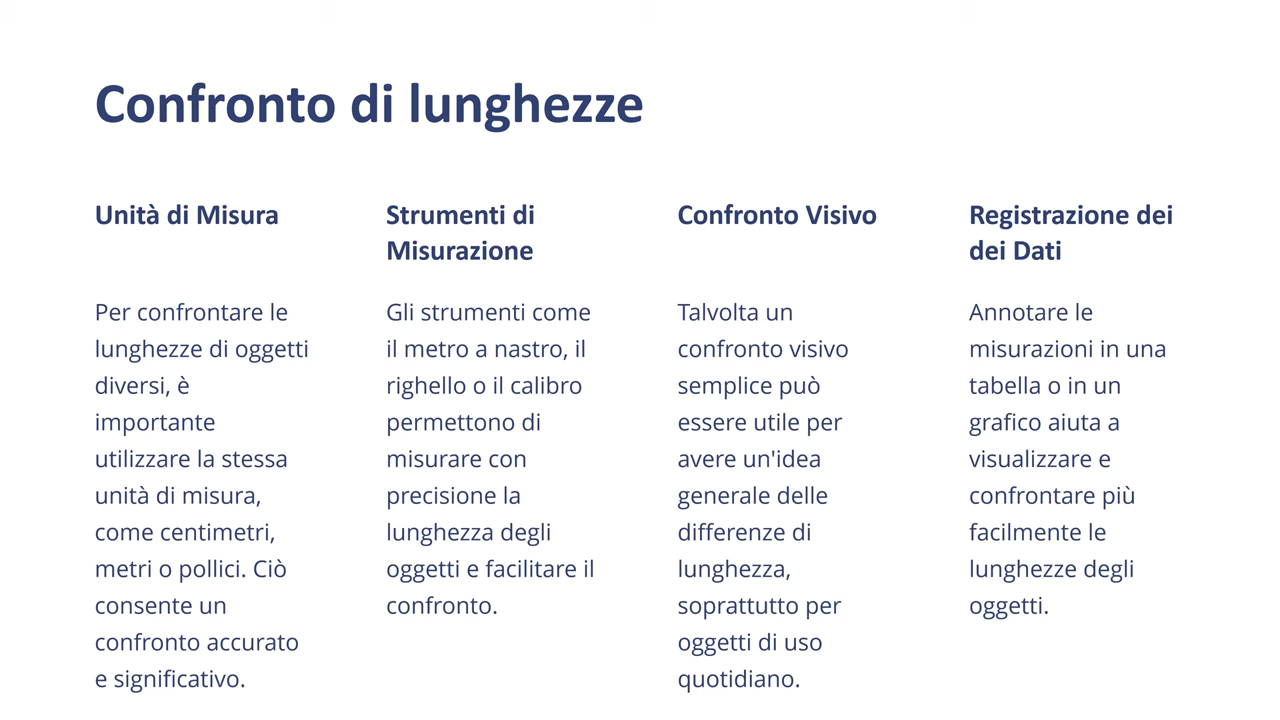 Confronto di lunghezze
Unità di Misura
Per confrontare le
lunghezze di oggetti
diversi, è
importante
utilizzare la stessa
unità di misura,
come centimetri,
metri o pollici. Ciò
consente un
confronto accurato
e significativo.
Strumenti di
Misurazione
Gli strumenti come
il metro a nastro, il
righello o il calibro
permettono di
misurare con
precisione la
lunghezza degli
oggetti e facilitare il
confronto.
Confronto Visivo
Talvolta un
confronto visivo
semplice può
essere utile per
avere un'idea
generale delle
differenze di
lunghezza,
soprattutto per
oggetti di uso
quotidiano.
Registrazione dei
dei Dati
Annotare le
misurazioni in una
tabella o in un
grafico aiuta a
visualizzare e
confrontare più
facilmente le
lunghezze degli
oggetti.